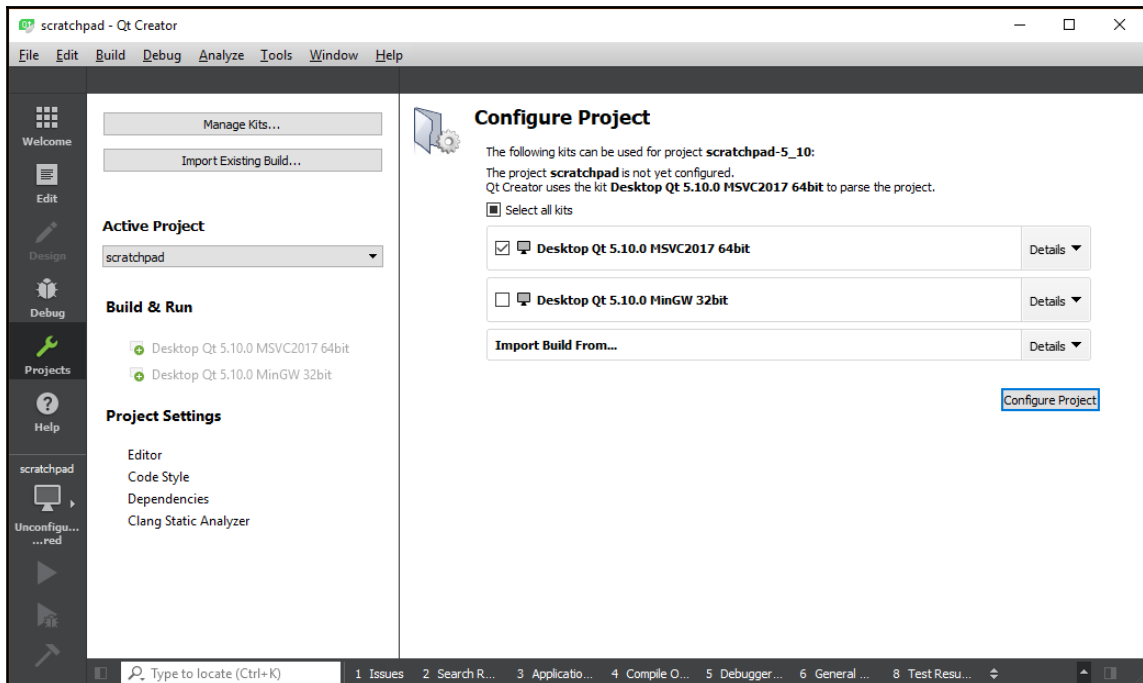 scratchpad - Qt Creator
File Edit Build Debug Analyze Tools Window Help
Welcome
Edit
Design
Debug
Projects
Help
scratchpad
Unconfigu...
...red
Manage Kits...
Import Existing Build...
Active Project
scratchpad
Build & Run
Desktop Qt 5.10.0 MSVC2017 64bit
Desktop Qt 5.10.0 MinGW 32bit
Project Settings
Editor
Code Style
Dependencies
Clang Static Analyzer
Configure Project
The following kits can be used for project scratchpad-5_10:
The project scratchpad is not yet configured.
Qt Creator uses the kit Desktop Qt 5.10.0 MSVC2017 64bit to parse the project.
Select all kits
Desktop Qt 5.10.0 MSVC2017 64bit Details
Desktop Qt 5.10.0 MinGW 32bit Details
Import Build From... Details
Configure Project
Type to locate (Ctrl+K) 1 Issues 2 Search R... 3 Applicatio... 4 Compile O... 5 Debugger... 6 General ... 8 Test Resu...